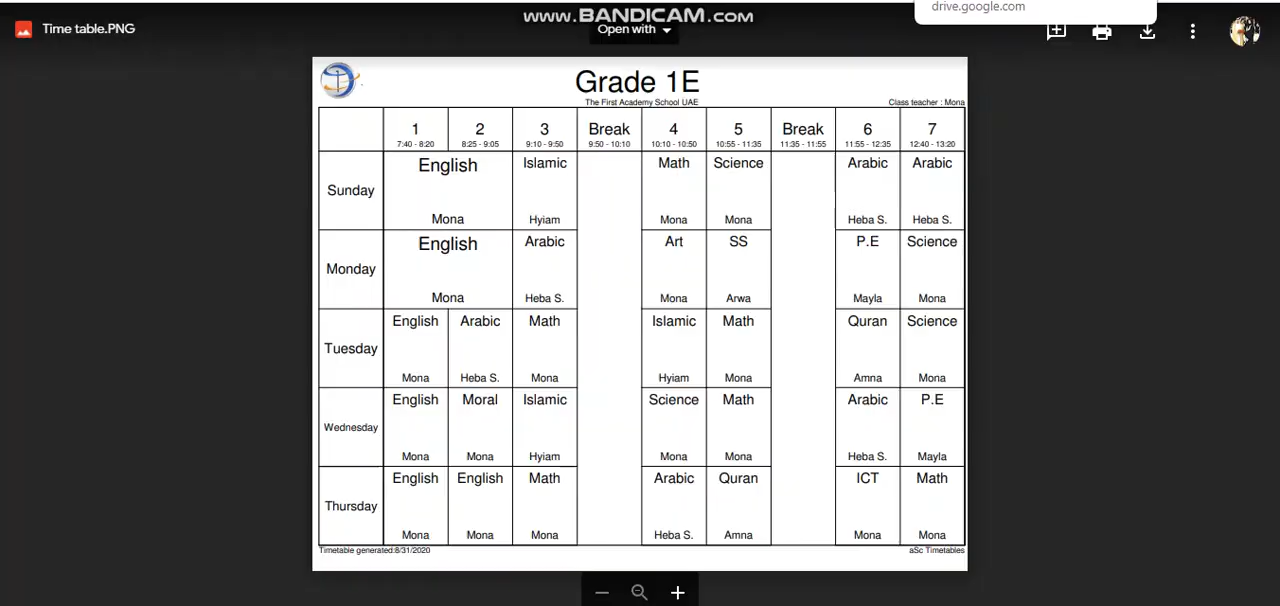 drive.google.com
www.BANDICAM.com
Time table.PNG
Open with
Grade 1E
The First Academy School UAE
Class teacher : Mona
1 2 3 Break 4 5 Break 6 7
7:40 - 8:20 8:25 - 9:05 9:10 - 9:50 9:50 - 10:10 10:10 - 10:50 10:55 - 11:35 11:35 - 11:55 11:55 - 12:35 12:40 - 13:20
English Islamic Math Science Arabic Arabic
Sunday
Mona Hyiam Mona Mona Heba S. Heba S.
English Arabic Art SS P.E Science
Monday
Mona Heba S. Mona Arwa Mayla Mona
English Arabic Math Islamic Math Quran Science
Tuesday
Mona Heba S. Mona Hyiam Mona Amna Mona
English Moral Islamic Science Math Arabic P.E
Wednesday
Mona Mona Hyiam Mona Mona Heba S. Mayla
English English Math Arabic Quran ICT Math
Thursday
Mona Mona Mona Heba S. Amna Mona Mona
Timetable generated:8/31/2020
aSc Timetables